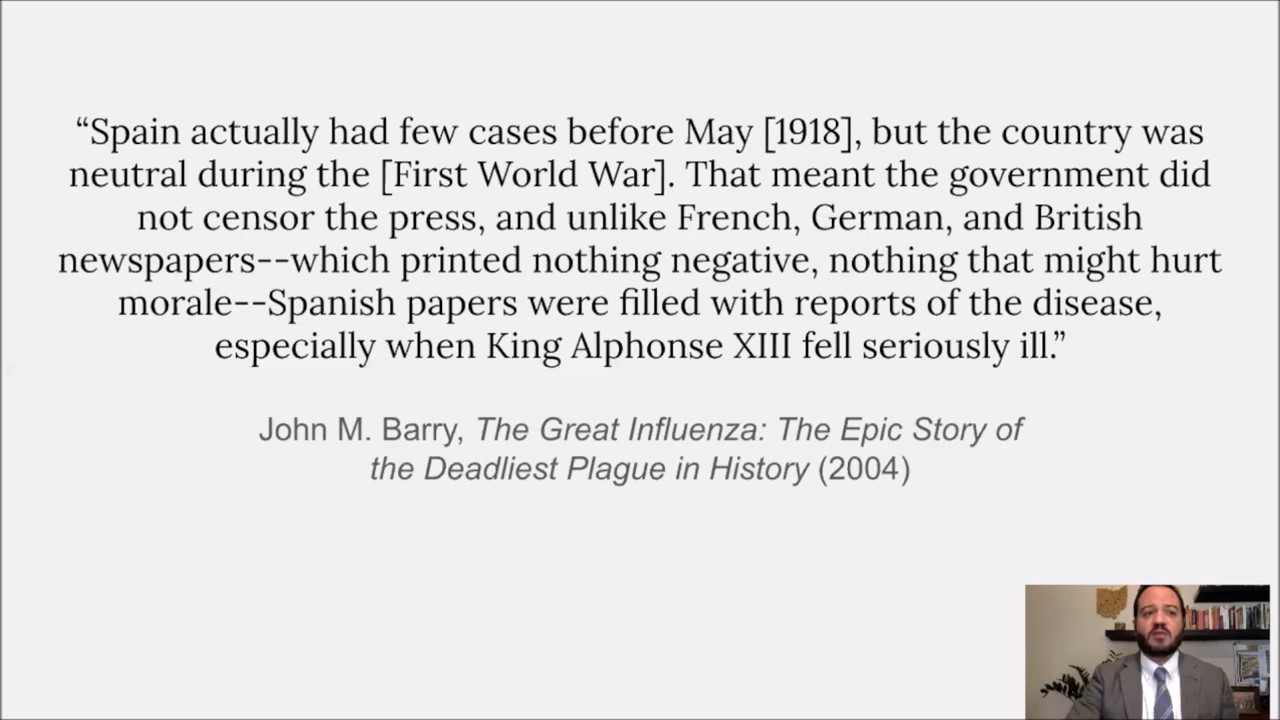 “Spain actually had few cases before May [1918], but the country was
neutral during the [First World War]. That meant the government did
not censor the press, and unlike French, German, and British
newspapers--which printed nothing negative, nothing that might hurt
morale--Spanish papers were filled with reports of the disease,
especially when King Alphonse XIII fell seriously ill.”
John M. Barry, The Great Influenza: The Epic Story of
the Deadliest Plague in History (2004)